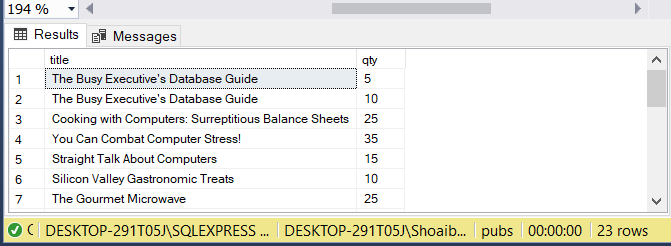 194 %
Results Messages
title qty
1 The Busy Executive's Database Guide 5
2 The Busy Executive's Database Guide 10
3 Cooking with Computers: Surreptitious Balance Sheets 25
4 You Can Combat Computer Stress! 35
5 Straight Talk About Computers 15
6 Silicon Valley Gastronomic Treats 10
7 The Gourmet Microwave 25
DESKTOP-291T05J\SQLEXPRESS ... DESKTOP-291T05J\Shoaib... pubs 00:00:00 23 rows